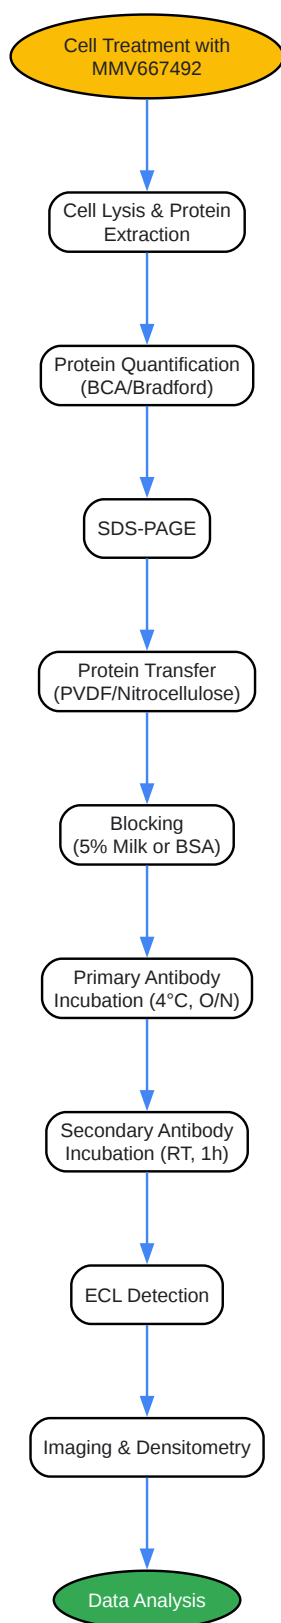 Cell Treatment with
MMV667492
Cell Lysis & Protein
Extraction
Protein Quantification
(BCA/Bradford)
SDS-PAGE
Protein Transfer
(PVDF/Nitrocellulose)
Blocking
(5% Milk or BSA)
Primary Antibody
Incubation (4°C, O/N)
Secondary Antibody
Incubation (RT, 1h)
ECL Detection
Imaging & Densitometry
Data Analysis